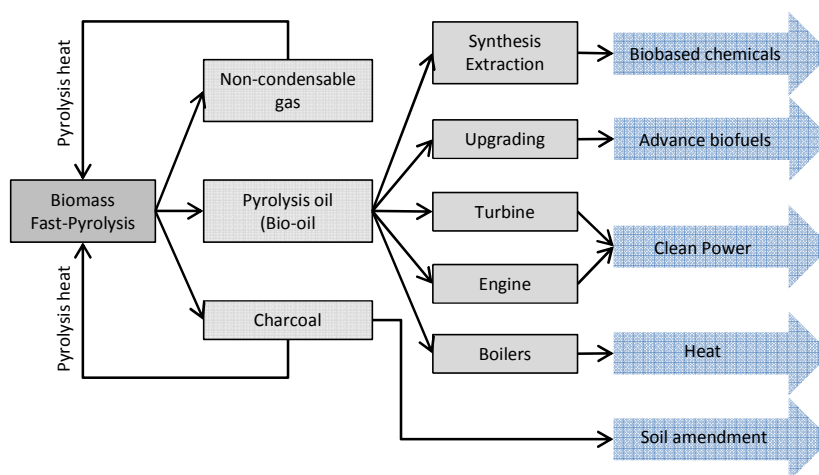 Pyrolysis heat
Non-condensable
gas
Biomass
Fast-Pyrolysis
Pyrolysis oil
(Bio-oil
Pyrolysis heat
Charcoal
Synthesis
Extraction
Upgrading
Turbine
Engine
Boilers
Biobased chemicals
Advance biofuels
Clean Power
Heat
Soil amendment